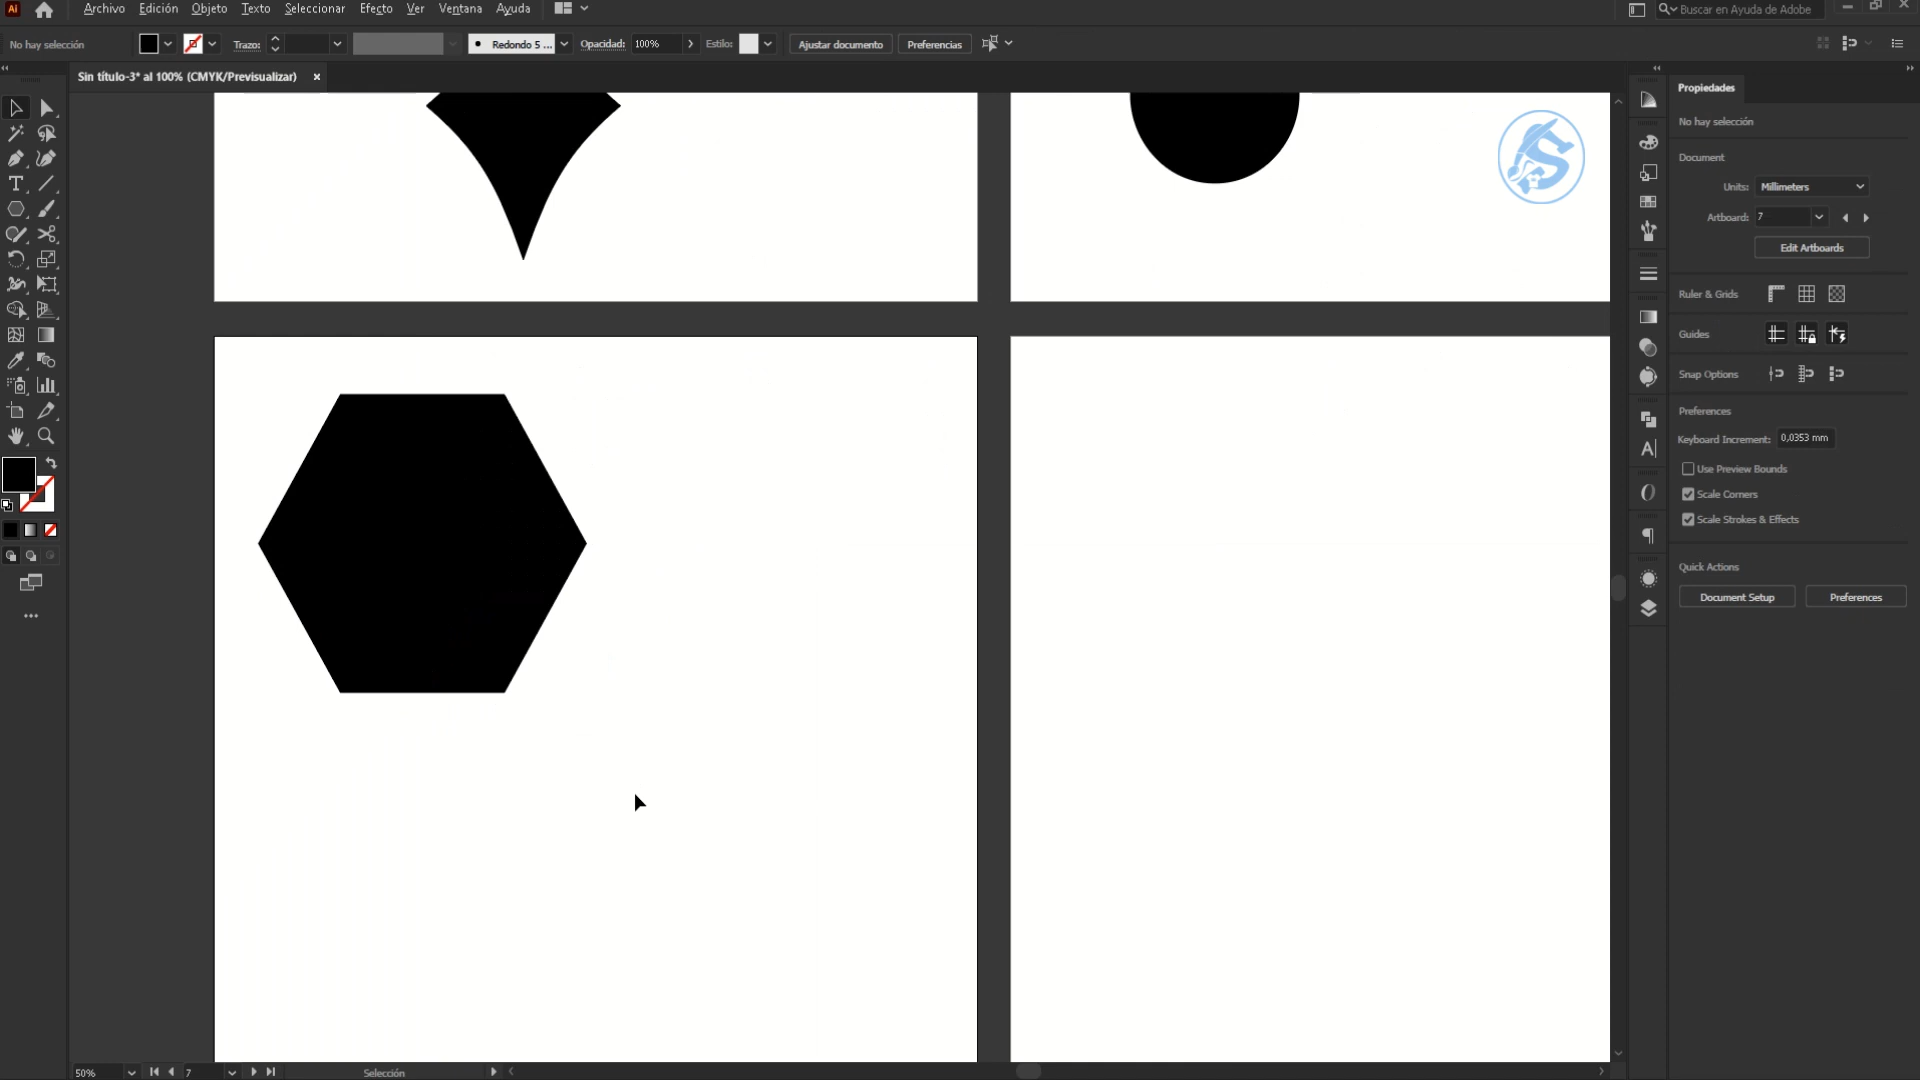 Ai Archivo Edición Objeto Texto Seleccionar Efecto Ver Ventana Ayuda Buscar en Ayuda de Adobe
No hay selección Trazo: Redondo 5 ... Opacidad: 100% Estilo: Ajustar documento Preferencias
Sin título-3* al 100% (CMYK/Previsualizar) ×
Propiedades
No hay selección
Document
Units: Millimeters
Artboard: 7
Edit Artboards
Ruler & Grids
Guides
Snap Options
Preferences
Keyboard Increment: 0,0353 mm
Use Preview Bounds
Scale Corners
Scale Strokes & Effects
Quick Actions
Document Setup Preferences
50% 7 Selección